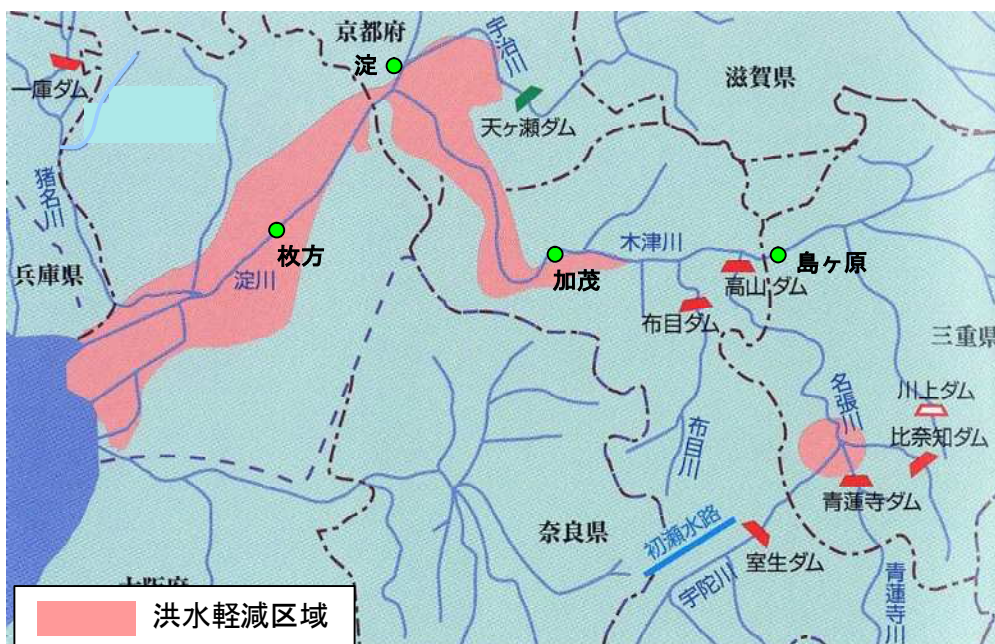 京都府
淀
宇治川
滋賀県
一庫ダム
天ヶ瀬ダム
猪名川
枚方
木津川
島ヶ原
兵庫県
淀川
加茂
高山ダム
布目ダム
三重県
名張川
川上ダム
比奈知ダム
布目川
青蓮寺ダム
奈良県
初瀬水路
室生ダム
宇陀川
青蓮寺川
洪水軽減区域